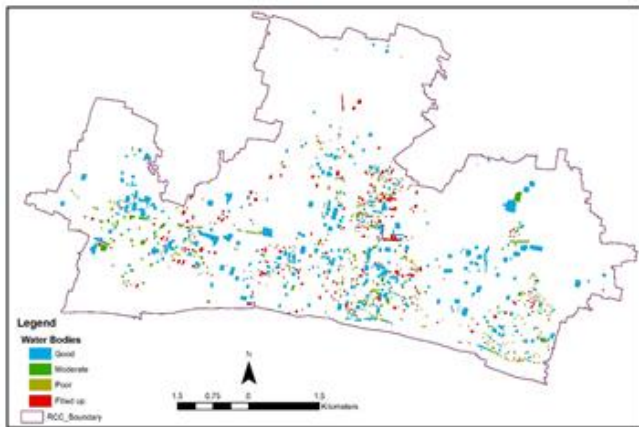 Legend
Water Bodies
Good
Moderate
Poor
Filled up
RCC_Boundary
N
1.5 0.75 0 1.5
Kilometers